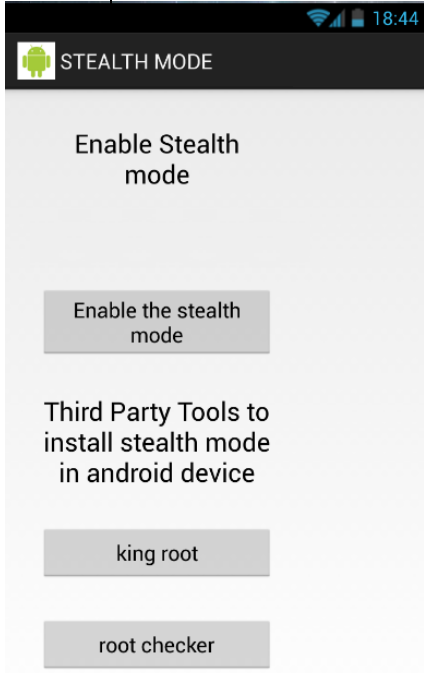 18:44
STEALTH MODE
Enable Stealth
mode
Enable the stealth
mode
Third Party Tools to
install stealth mode
in android device
king root
root checker